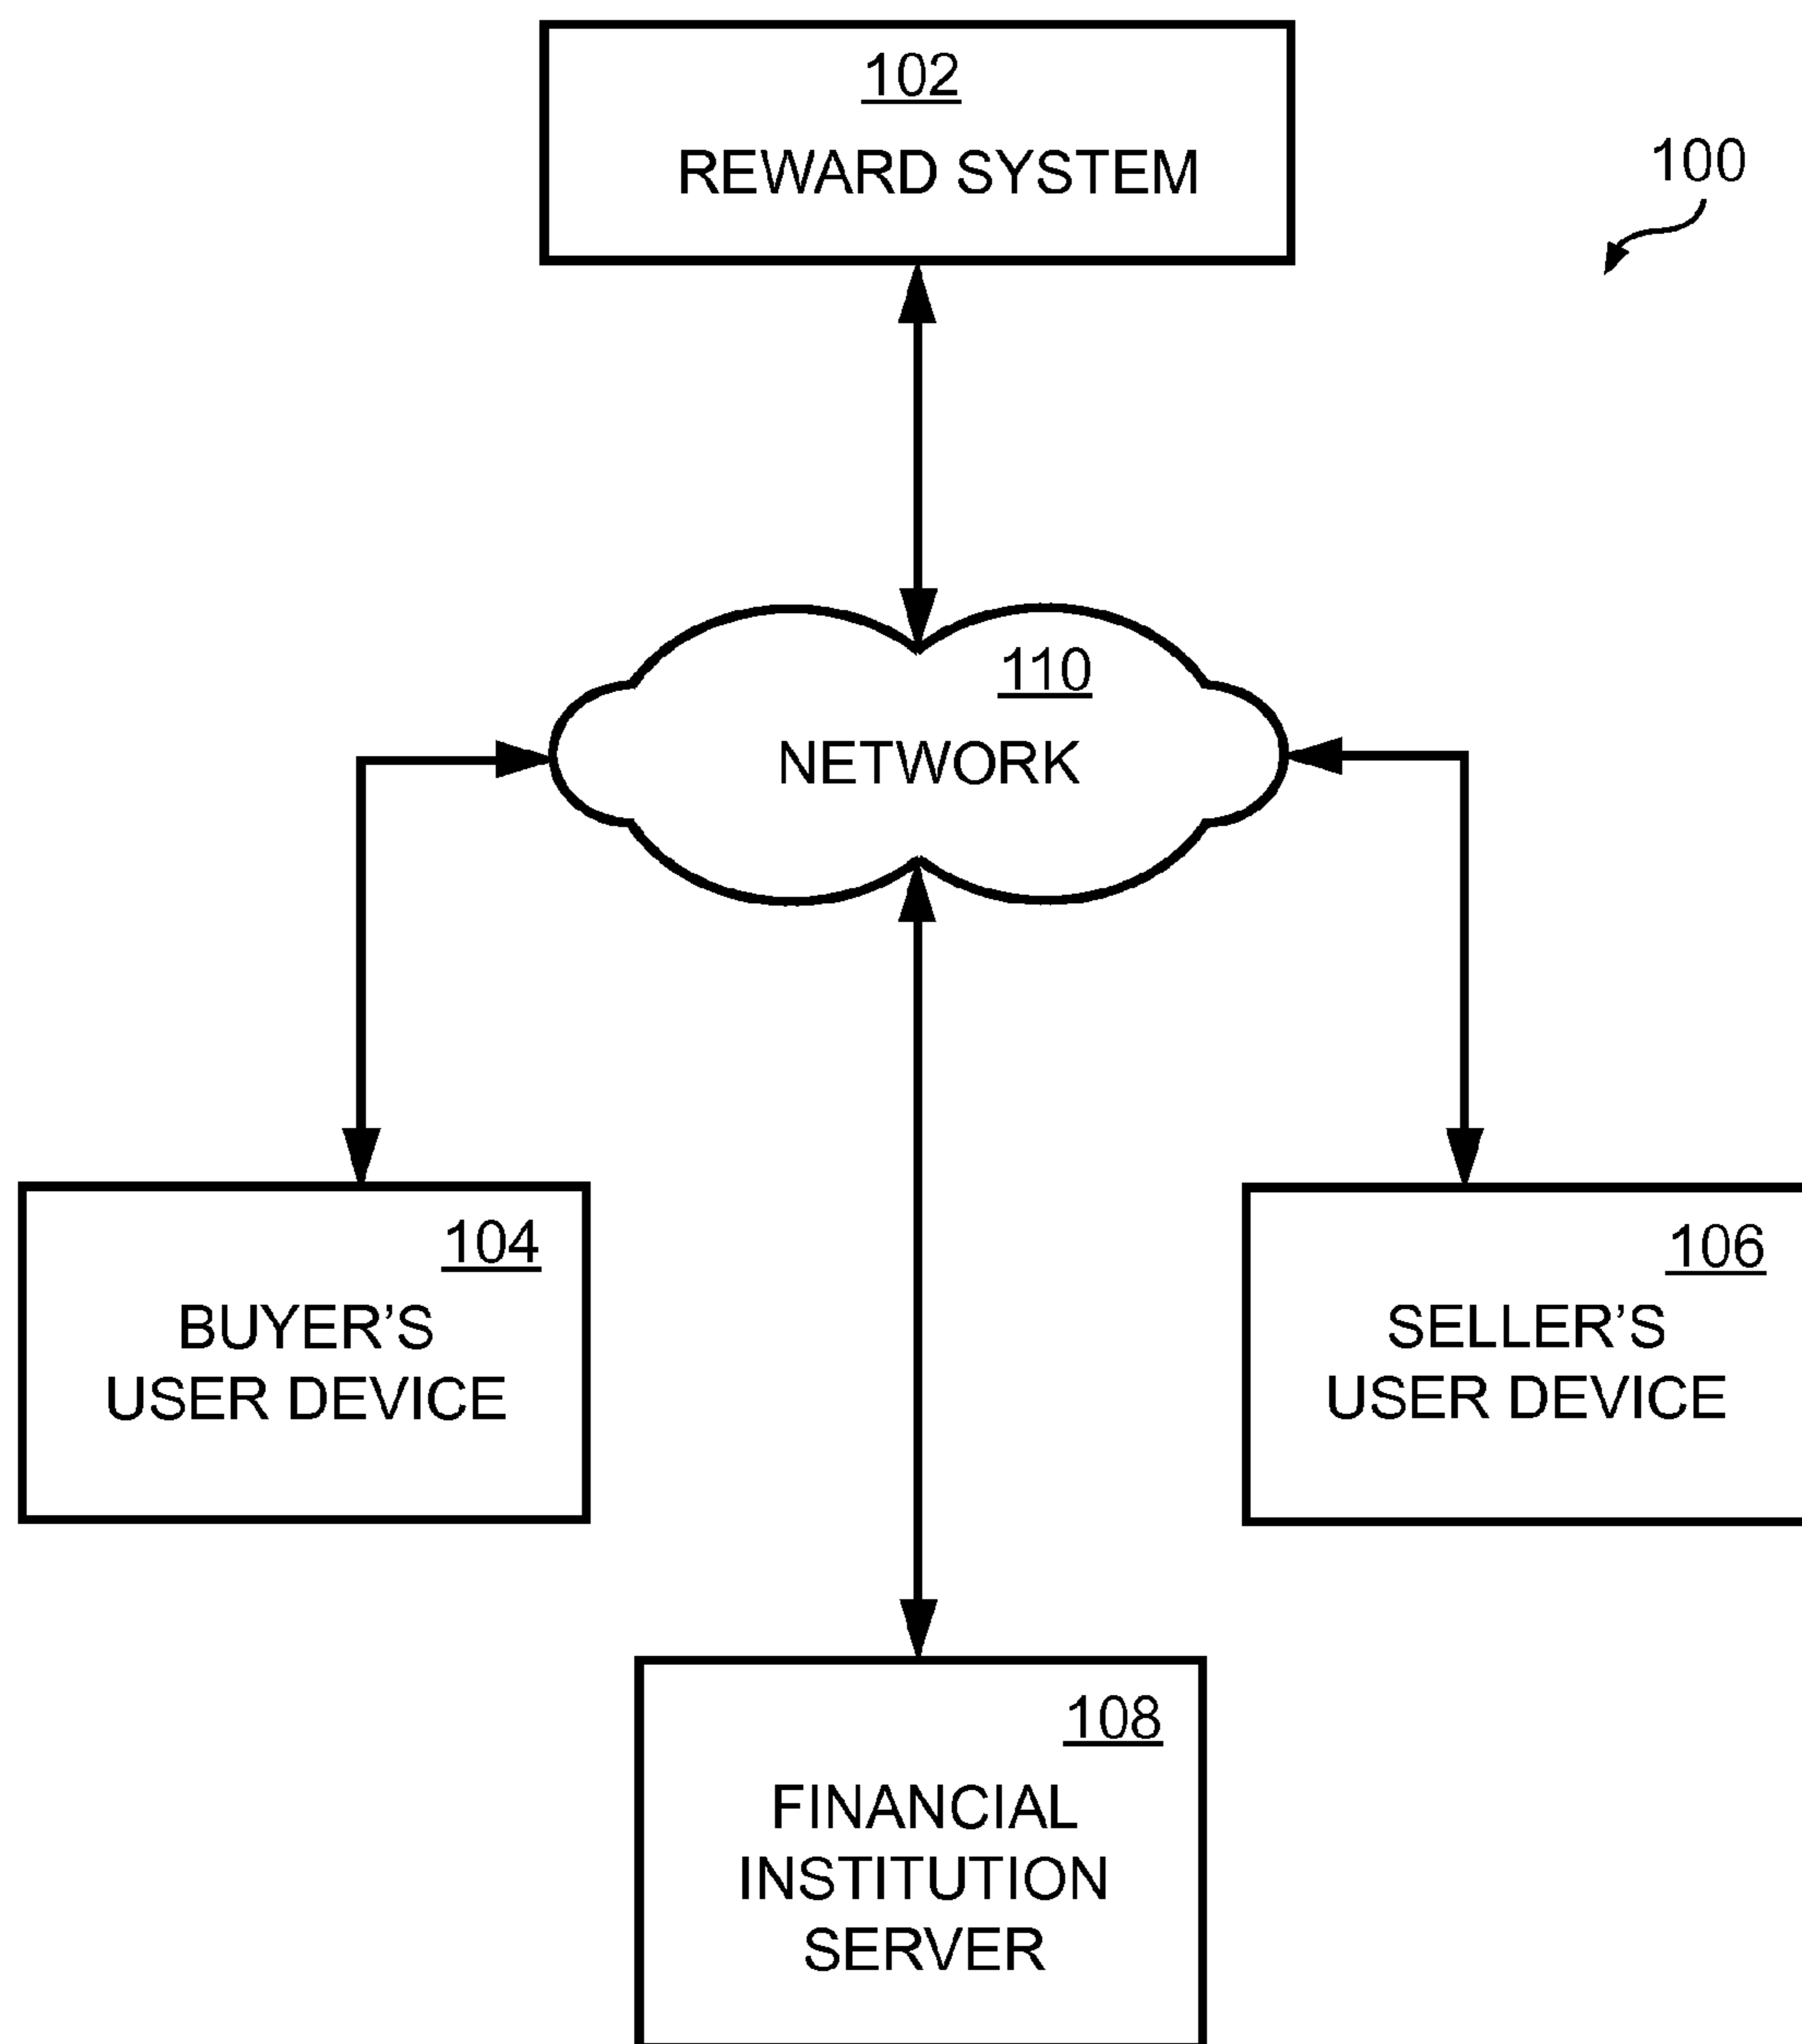 102
REWARD SYSTEM
100
110
NETWORK
104
BUYER’S
USER DEVICE
106
SELLER’S
USER DEVICE
108
FINANCIAL
INSTITUTION
SERVER